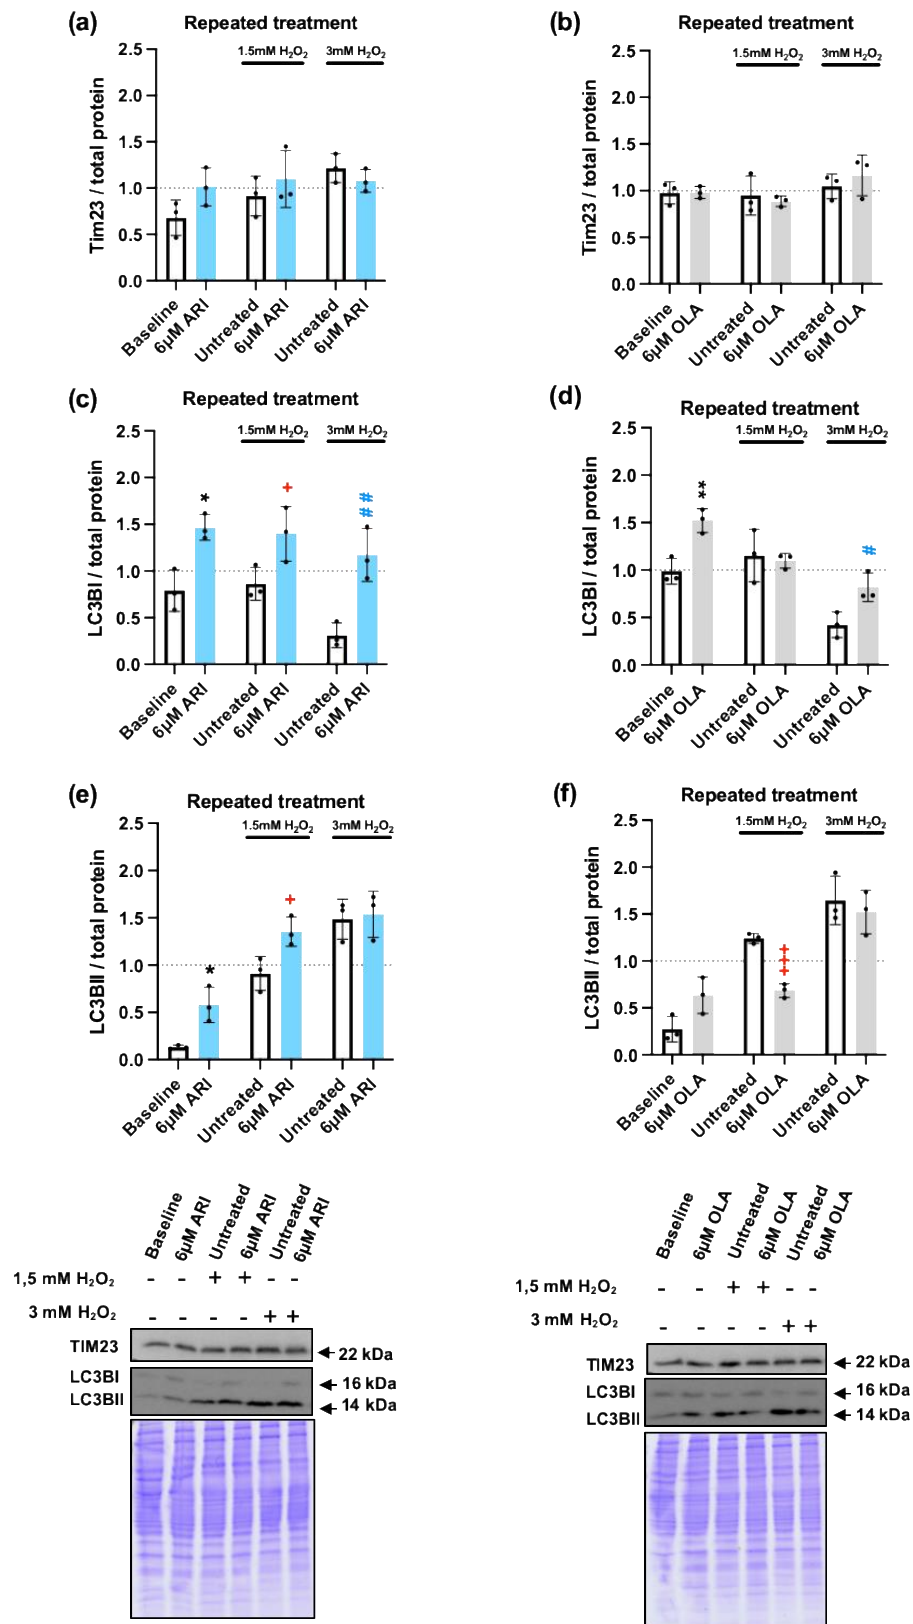 (a)
Repeated treatment
1.5mM H₂O₂
3mM H₂O₂
Tim23 / total protein
2.5
2.0
1.5
1.0
0.5
0.0
Baseline
6µM ARI
Untreated
6µM ARI
Untreated
6µM ARI
(b)
Repeated treatment
1.5mM H₂O₂
3mM H₂O₂
Tim23 / total protein
2.5
2.0
1.5
1.0
0.5
0.0
Baseline
6µM OLA
Untreated
6µM OLA
Untreated
6µM OLA
(c)
Repeated treatment
1.5mM H₂O₂
3mM H₂O₂
LC3BI / total protein
2.5
2.0
1.5
1.0
0.5
0.0
*
+
##
Baseline
6µM ARI
Untreated
6µM ARI
Untreated
6µM ARI
(d)
Repeated treatment
1.5mM H₂O₂
3mM H₂O₂
LC3BI / total protein
2.5
2.0
1.5
1.0
0.5
0.0
**
#
Baseline
6µM OLA
Untreated
6µM OLA
Untreated
6µM OLA
(e)
Repeated treatment
1.5mM H₂O₂
3mM H₂O₂
LC3BII / total protein
2.5
2.0
1.5
1.0
0.5
0.0
*
+
Baseline
6µM ARI
Untreated
6µM ARI
Untreated
6µM ARI
(f)
Repeated treatment
1.5mM H₂O₂
3mM H₂O₂
LC3BII / total protein
2.5
2.0
1.5
1.0
0.5
0.0
+++
Baseline
6µM OLA
Untreated
6µM OLA
Untreated
6µM OLA
Baseline
6µM ARI
Untreated
6µM ARI
Untreated
6µM ARI
1,5 mM H₂O₂ - - + + - -
3 mM H₂O₂ - - - - + +
TIM23
22 kDa
LC3BI
16 kDa
LC3BII
14 kDa
Baseline
6µM OLA
Untreated
6µM OLA
Untreated
6µM OLA
1,5 mM H₂O₂ - - + + - -
3 mM H₂O₂ - - - - + +
TIM23
22 kDa
LC3BI
16 kDa
LC3BII
14 kDa